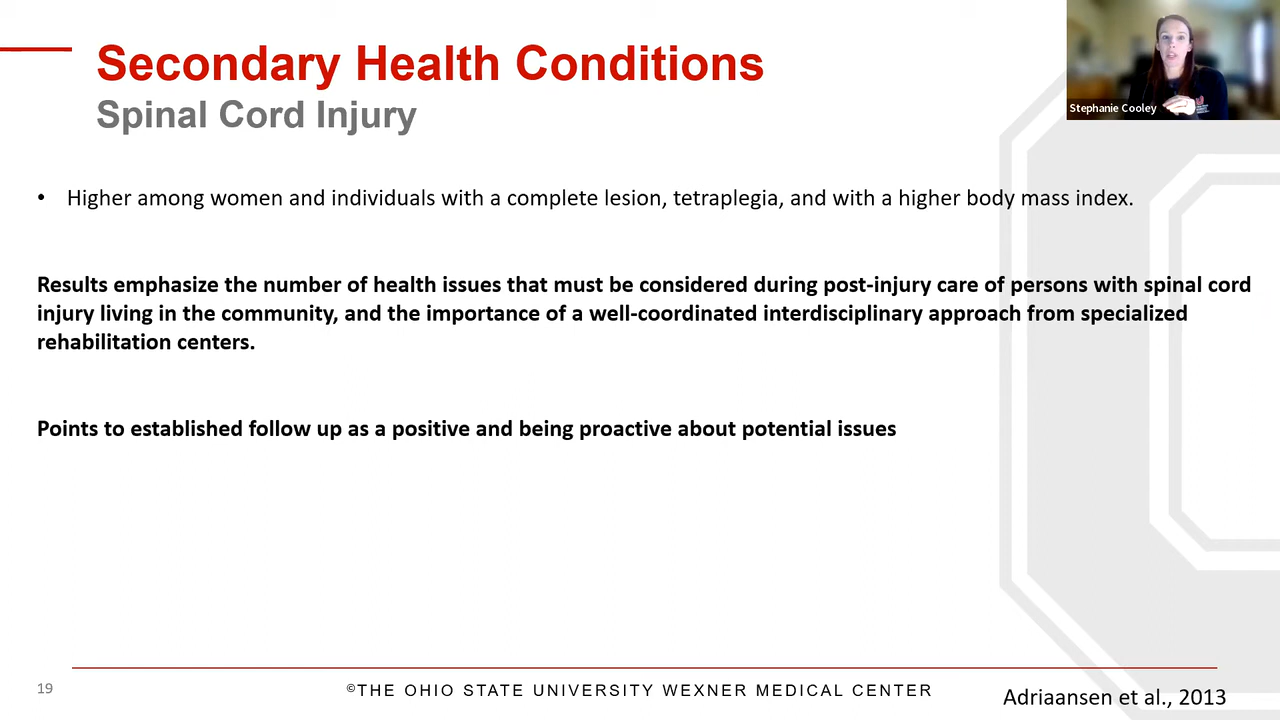 Secondary Health Conditions
Spinal Cord Injury
Stephanie Cooley
• Higher among women and individuals with a complete lesion, tetraplegia, and with a higher body mass index.
Results emphasize the number of health issues that must be considered during post-injury care of persons with spinal cord
injury living in the community, and the importance of a well-coordinated interdisciplinary approach from specialized
rehabilitation centers.
Points to established follow up as a positive and being proactive about potential issues
19
©THE OHIO STATE UNIVERSITY WEXNER MEDICAL CENTER
Adriaansen et al., 2013